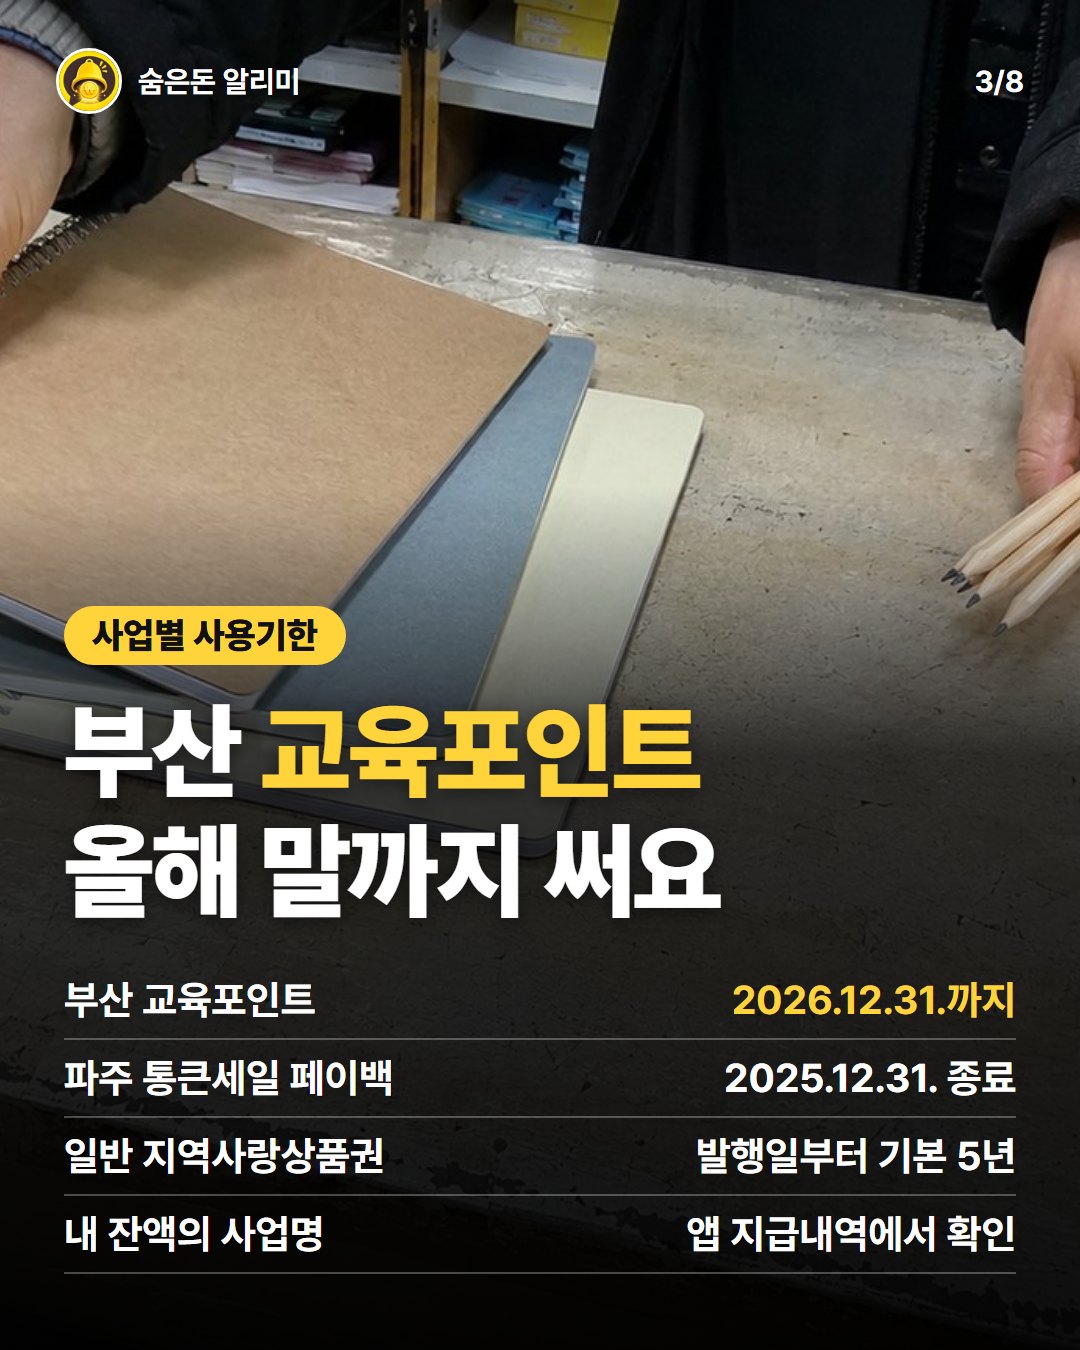 숨은돈 알리미
3/8
사업별 사용기한
부산 교육포인트
올해 말까지 써요
부산 교육포인트 2026.12.31.까지
파주 통큰세일 페이백 2025.12.31. 종료
일반 지역사랑상품권 발행일부터 기본 5년
내 잔액의 사업명 앱 지급내역에서 확인